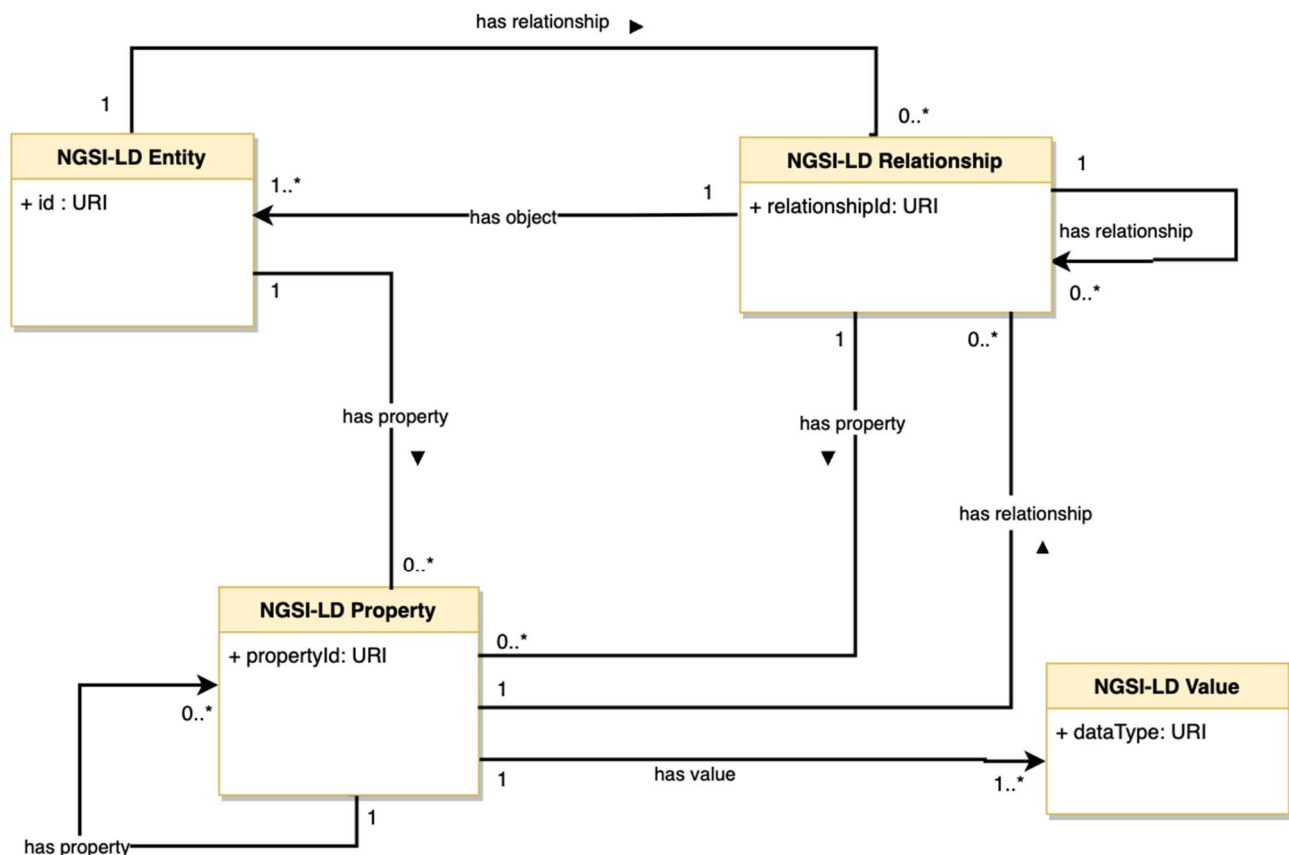 has relationship ►
1
0..*
NGSI-LD Entity
+ id : URI
NGSI-LD Relationship
+ relationshipId: URI
1..*
has object
1
1
has relationship
0..*
1
has property
▼
0..*
1
has property
▼
0..*
0..*
has relationship
▲
1
NGSI-LD Property
+ propertyId: URI
0..*
1
has property
1
has value
1..*
NGSI-LD Value
+ dataType: URI